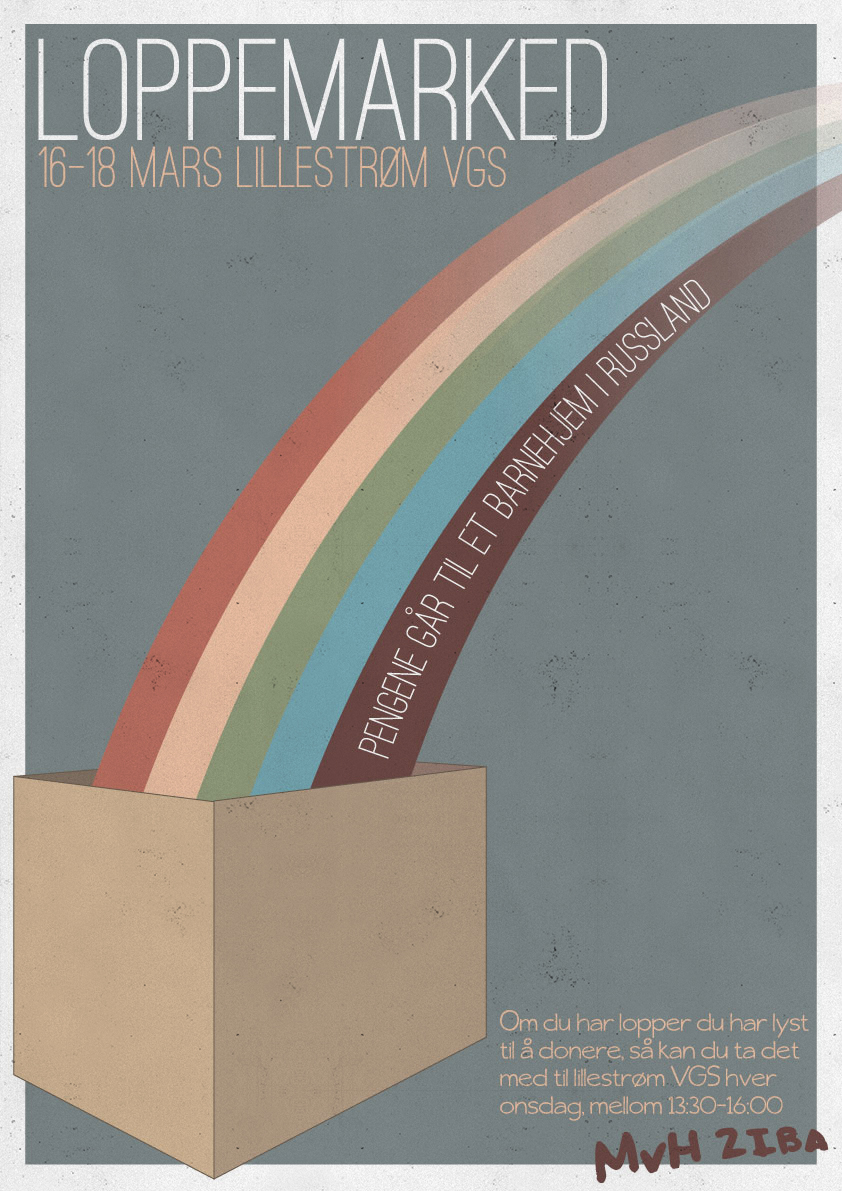 LOPPEMARKED
16-18 MARS LILLESTRØM VGS
PENGENE GÅR TIL ET BARNEHJEM I RUSSLAND
Om du har lopper du har lyst
til å donere, så kan du ta det
med til lillestrøm VGS hver
onsdag, mellom 13:30-16:00
MvH ZIBA